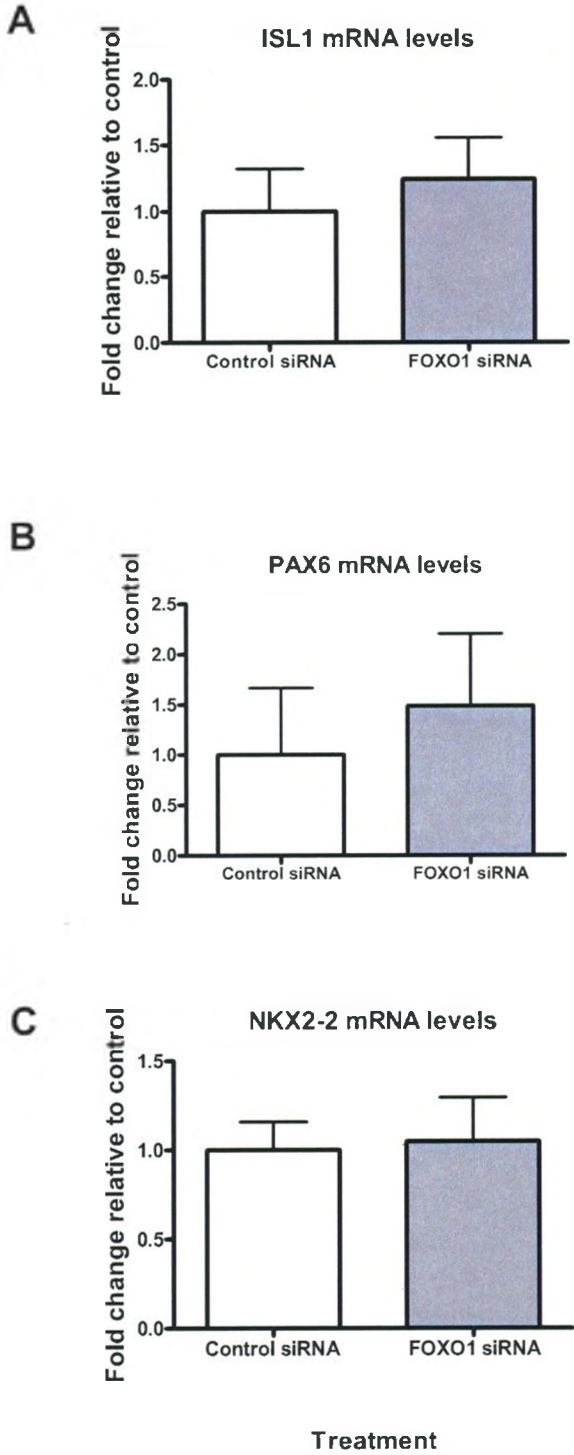 A
ISL1 mRNA levels
Fold change relative to control
2.0
1.5
1.0
0.5
0.0
Control siRNA
FOXO1 siRNA
B
PAX6 mRNA levels
Fold change relative to control
2.5
2.0
1.5
1.0
0.5
0.0
Control siRNA
FOXO1 siRNA
C
NKX2-2 mRNA levels
Fold change relative to control
1.5
1.0
0.5
0.0
Control siRNA
FOXO1 siRNA
Treatment